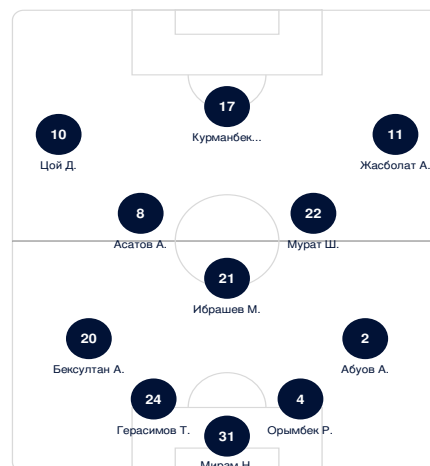 17
Курманбек...
10
Цой Д.
11
Жасболат А.
8
Асатов А.
22
Мурат Ш.
21
Ибрашев М.
20
Бексултан А.
2
Абуов А.
24
Герасимов Т.
4
Орымбек Р.
31
Мирам Н.